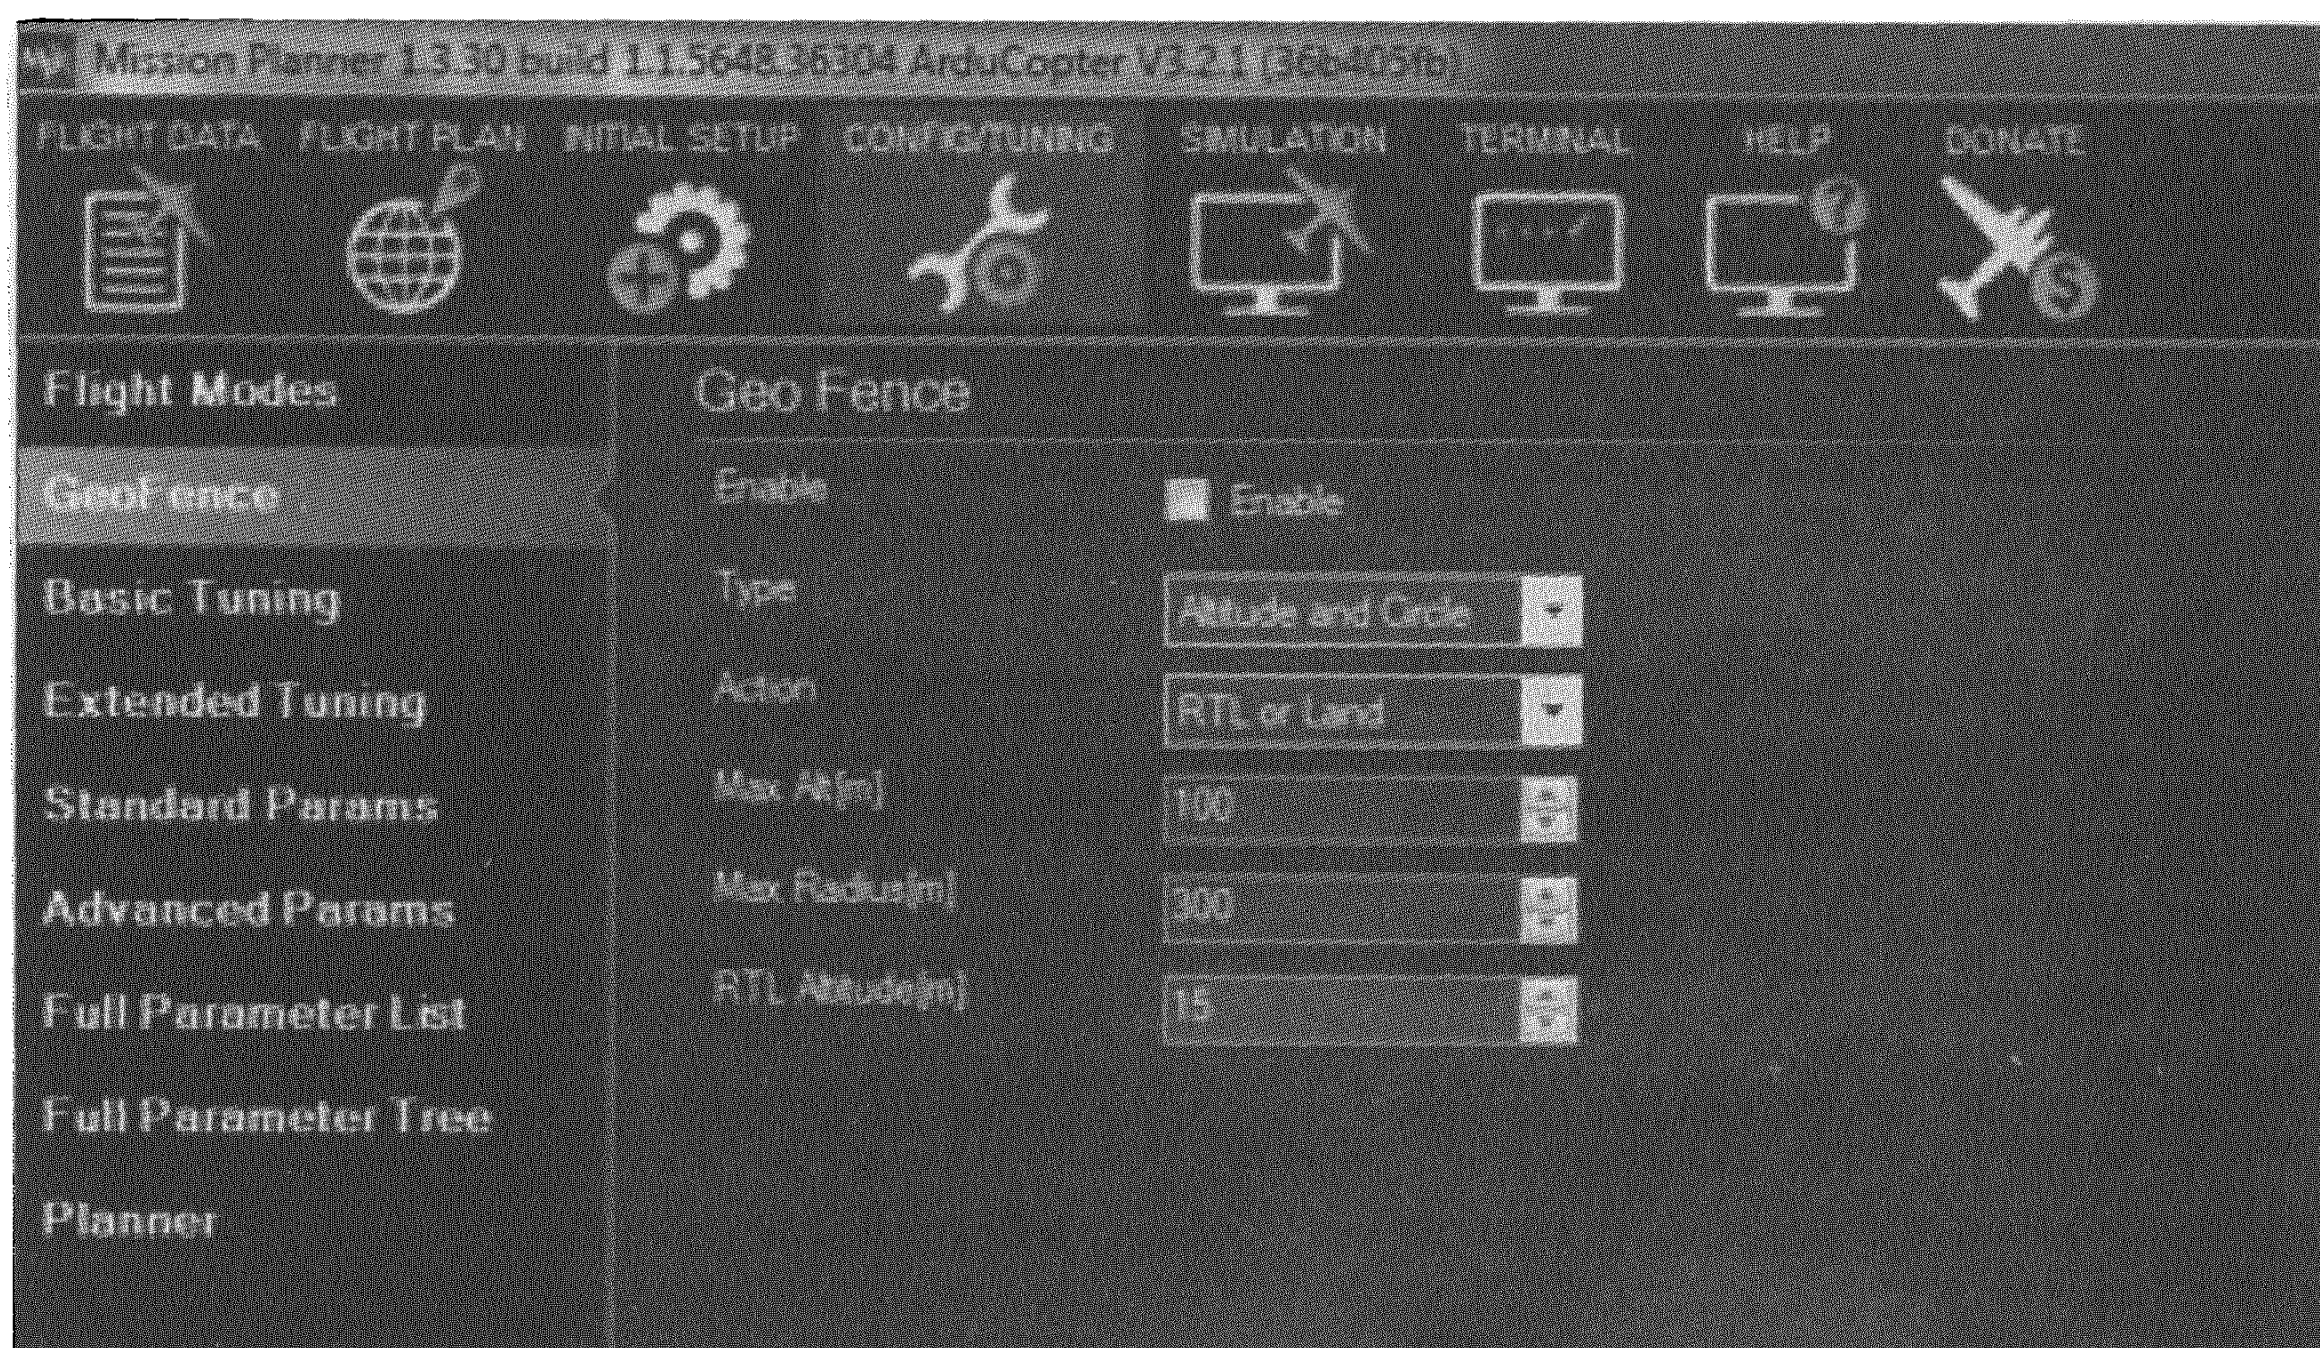 Mission Planner 1.3.30 build 1.1.5648.36304 ArduCopter V3.2.1 (36b405fb)
FLIGHT DATA FLIGHT PLAN INITIAL SETUP CONFIG/TUNING SIMULATION TERMINAL HELP DONATE
Flight Modes
GeoFence
Basic Tuning
Extended Tuning
Standard Params
Advanced Params
Full Parameter List
Full Parameter Tree
Planner
Geo Fence
Enable Enable
Type Altitude and Circle
Action RTL or Land
Max Alt[m] 100
Max Radius[m] 300
RTL Altitude[m] 15